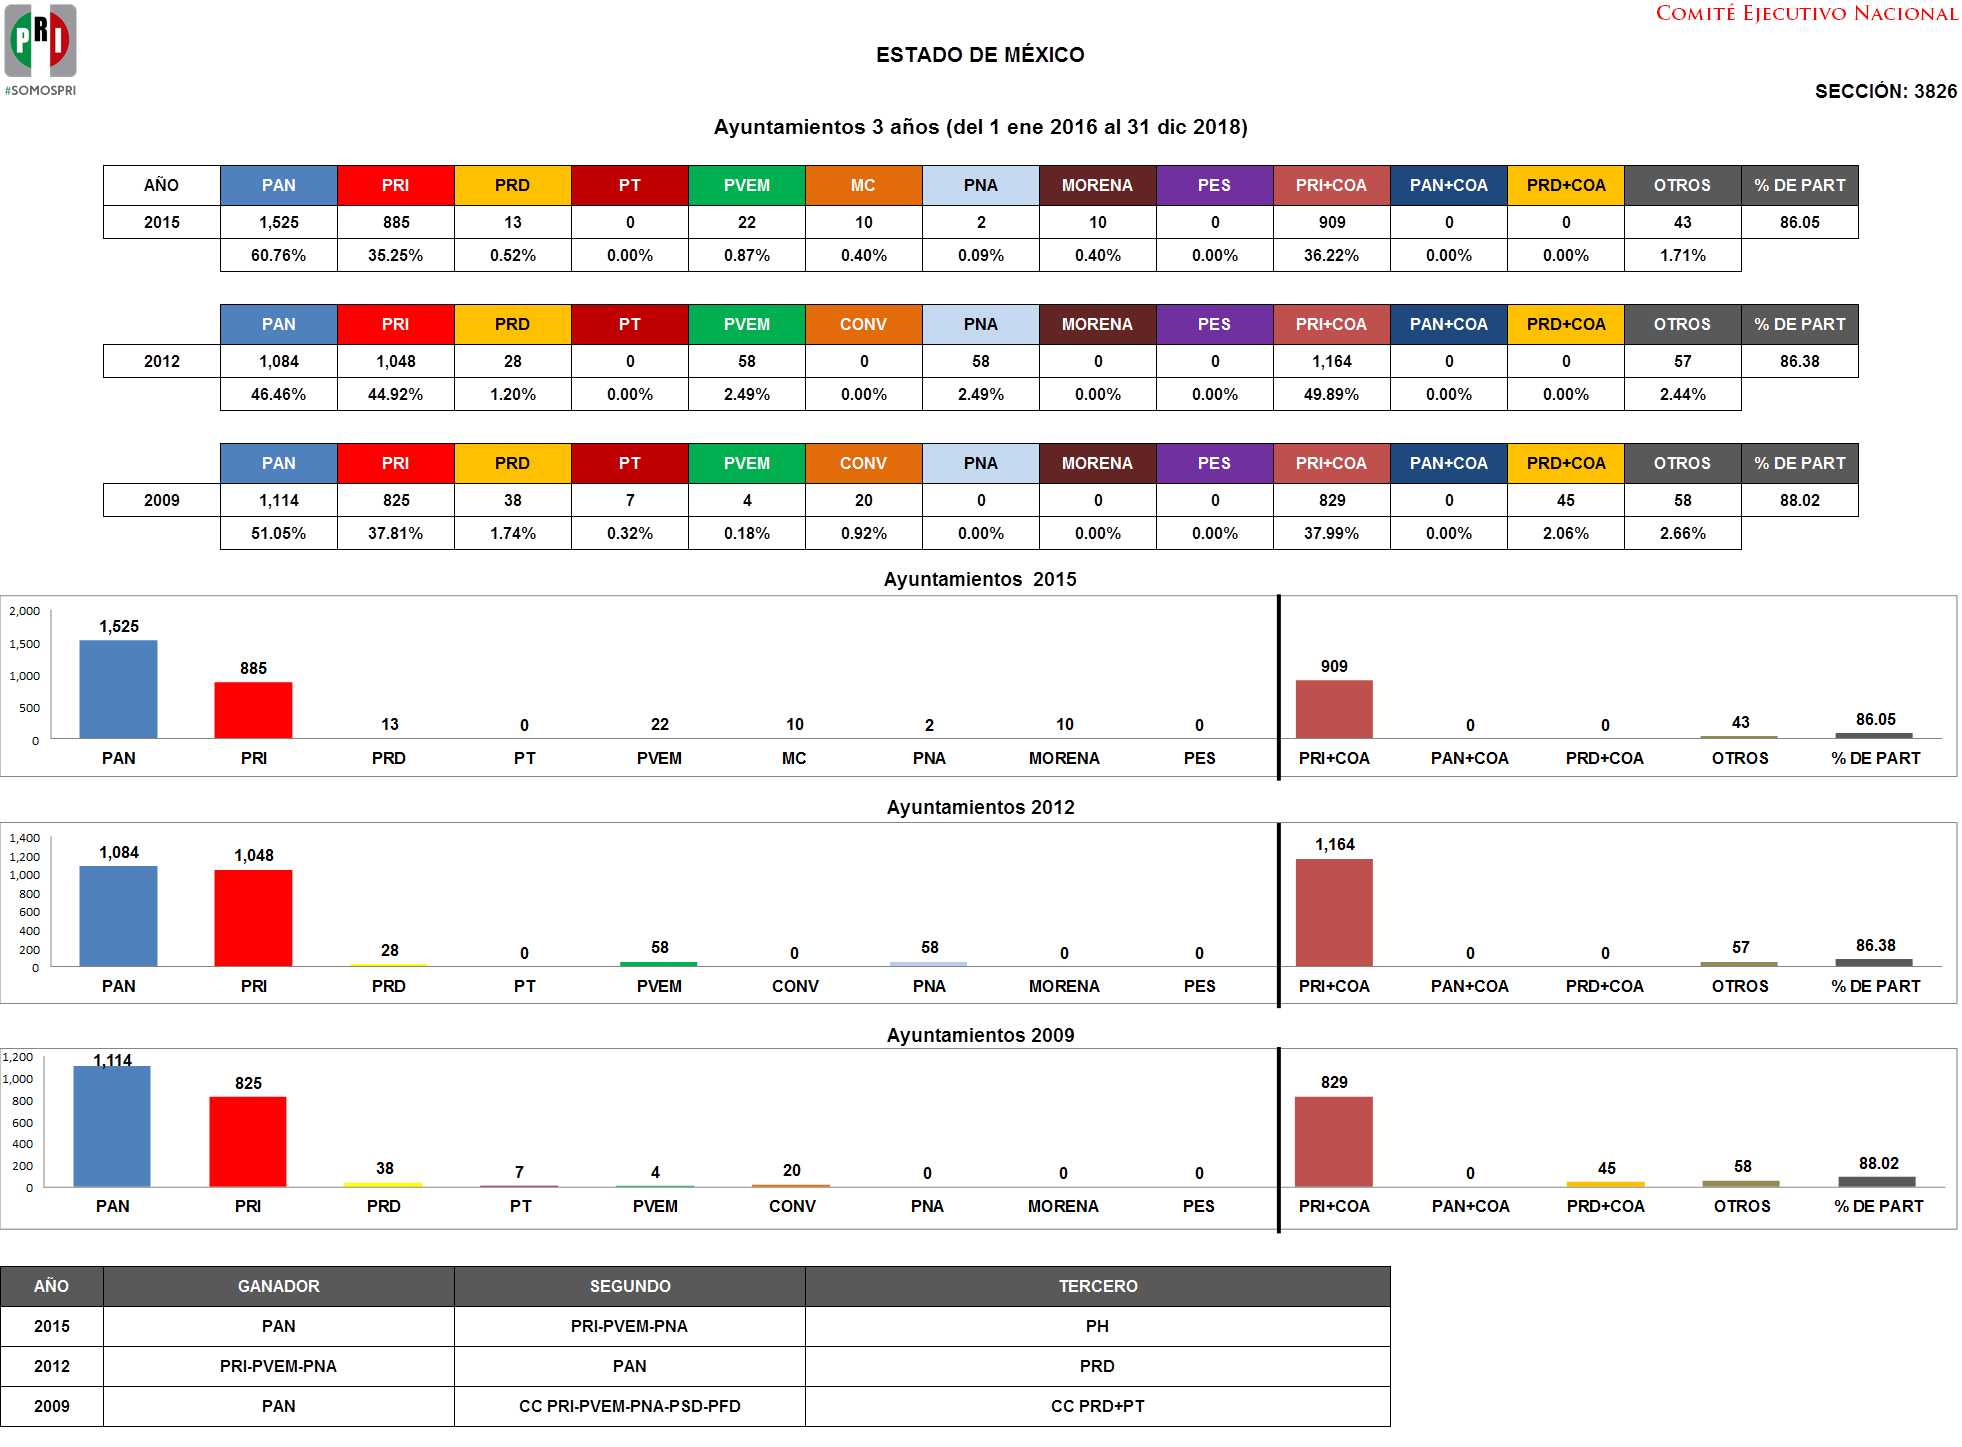 PRI
#SOMOSPRI
COMITÉ EJECUTIVO NACIONAL
ESTADO DE MÉXICO
SECCIÓN: 3826
Ayuntamientos 3 años (del 1 ene 2016 al 31 dic 2018)
AÑO PAN PRI PRD PT PVEM MC PNA MORENA PES PRI+COA PAN+COA PRD+COA OTROS % DE PART
2015 1,525 885 13 0 22 10 2 10 0 909 0 0 43 86.05
60.76% 35.25% 0.52% 0.00% 0.87% 0.40% 0.09% 0.40% 0.00% 36.22% 0.00% 0.00% 1.71%
PAN PRI PRD PT PVEM CONV PNA MORENA PES PRI+COA PAN+COA PRD+COA OTROS % DE PART
2012 1,084 1,048 28 0 58 0 58 0 0 1,164 0 0 57 86.38
46.46% 44.92% 1.20% 0.00% 2.49% 0.00% 2.49% 0.00% 0.00% 49.89% 0.00% 0.00% 2.44%
PAN PRI PRD PT PVEM CONV PNA MORENA PES PRI+COA PAN+COA PRD+COA OTROS % DE PART
2009 1,114 825 38 7 4 20 0 0 0 829 0 45 58 88.02
51.05% 37.81% 1.74% 0.32% 0.18% 0.92% 0.00% 0.00% 0.00% 37.99% 0.00% 2.06% 2.66%
Ayuntamientos 2015
2,000
1,500
1,000
500
0
1,525 885 13 0 22 10 2 10 0 909 0 0 43 86.05
PAN PRI PRD PT PVEM MC PNA MORENA PES PRI+COA PAN+COA PRD+COA OTROS % DE PART
Ayuntamientos 2012
1,400
1,200
1,000
800
600
400
200
0
1,084 1,048 28 0 58 0 58 0 0 1,164 0 0 57 86.38
PAN PRI PRD PT PVEM CONV PNA MORENA PES PRI+COA PAN+COA PRD+COA OTROS % DE PART
Ayuntamientos 2009
1,200
1,000
800
600
400
200
0
1,114 825 38 7 4 20 0 0 0 829 0 45 58 88.02
PAN PRI PRD PT PVEM CONV PNA MORENA PES PRI+COA PAN+COA PRD+COA OTROS % DE PART
AÑO GANADOR SEGUNDO TERCERO
2015 PAN PRI-PVEM-PNA PH
2012 PRI-PVEM-PNA PAN PRD
2009 PAN CC PRI-PVEM-PNA-PSD-PFD CC PRD+PT